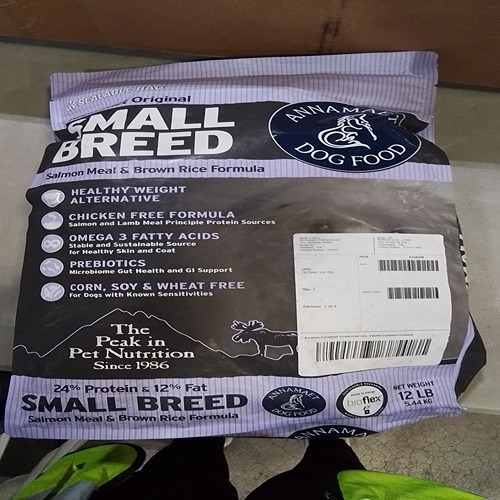 Original
SMALL
BREED
Salmon Meal & Brown Rice Formula
ANNAMAET
DOG FOOD
HEALTHY WEIGHT
ALTERNATIVE
CHICKEN FREE FORMULA
Salmon and Lamb Meal Principle Protein Sources
OMEGA 3 FATTY ACIDS
Stable and Sustainable Source
for Healthy Skin and Coat
PREBIOTICS
Microbiome Gut Health and GI Support
CORN, SOY & WHEAT FREE
For Dogs with Known Sensitivities
The
Peak in
Pet Nutrition
Since 1986
24% Protein & 12% Fat
SMALL BREED
Salmon Meal & Brown Rice Formula
ANNAMAET
DOG FOOD
bioflex
NET WEIGHT
12 LB
5.44 KG